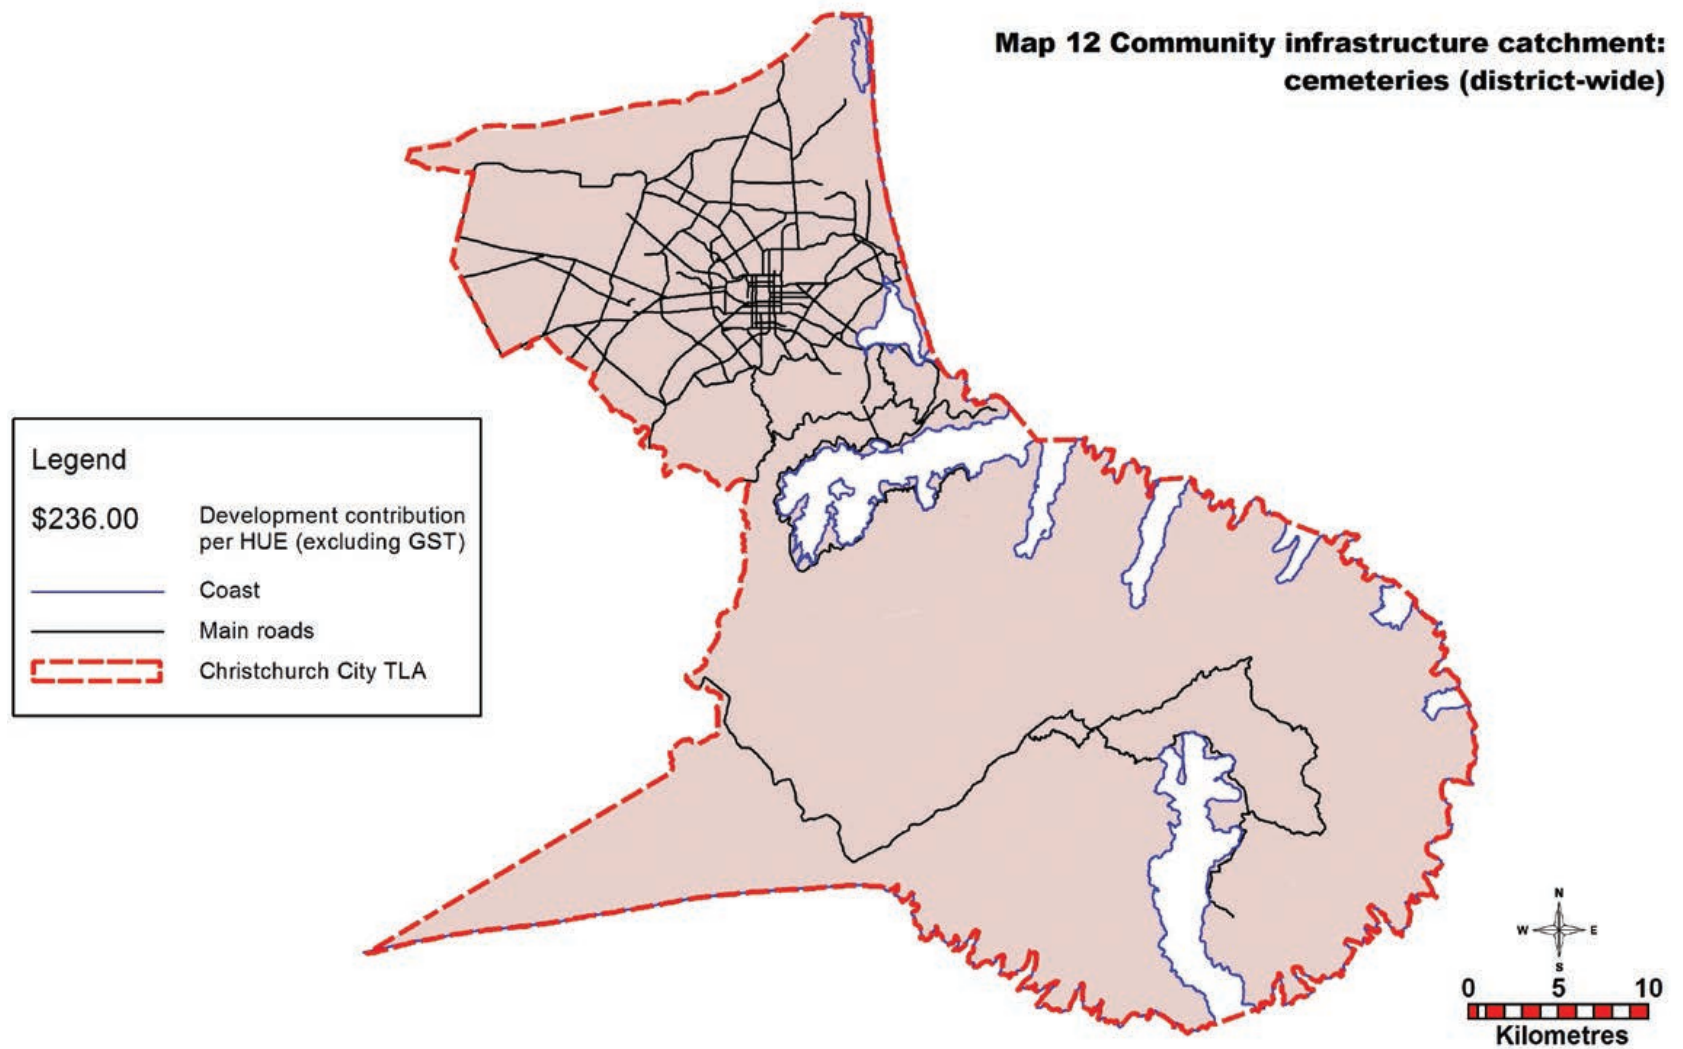 Map 12 Community infrastructure catchment:
cemeteries (district-wide)
Legend
$236.00
Development contribution
per HUE (excluding GST)
Coast
Main roads
Christchurch City TLA
N
W E
S
0 5 10
Kilometres